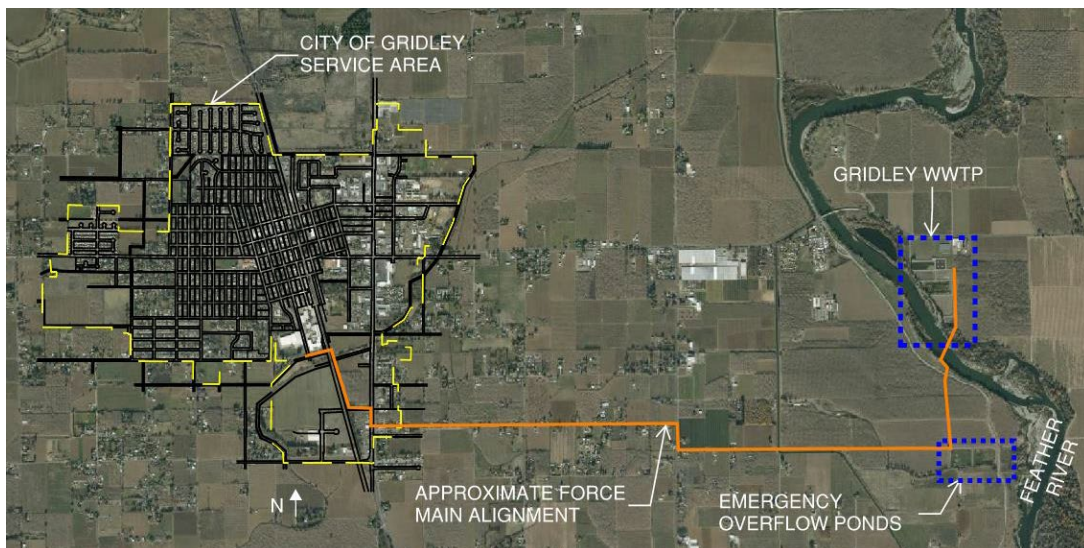 CITY OF GRIDLEY
SERVICE AREA
GRIDLEY WWTP
FEATHER
RIVER
N
APPROXIMATE FORCE
MAIN ALIGNMENT
EMERGENCY
OVERFLOW PONDS